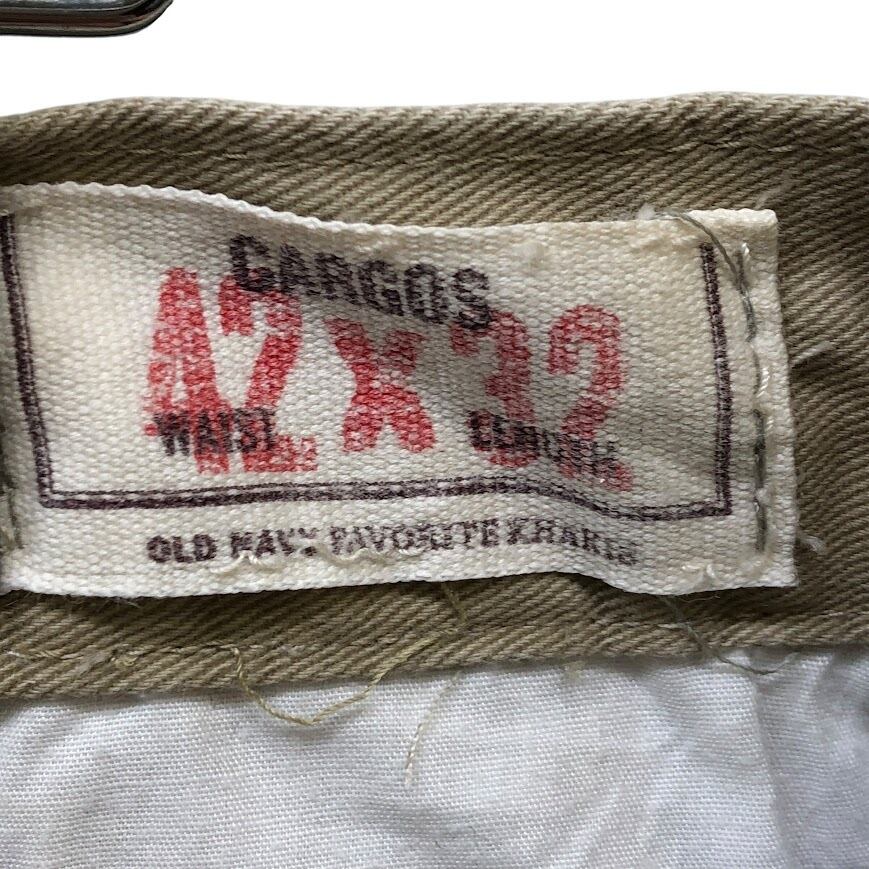 CARGOS
42 X 32
WAIST LENGTH
OLD NAVY FAVORITE KHAKIS